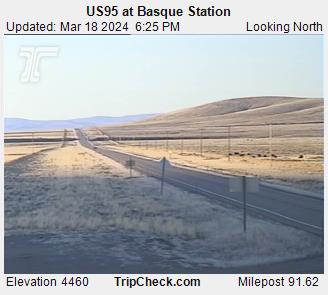 US95 at Basque Station
Updated: Mar 18 2024 6:25 PM Looking North
Elevation 4460 TripCheck.com Milepost 91.62